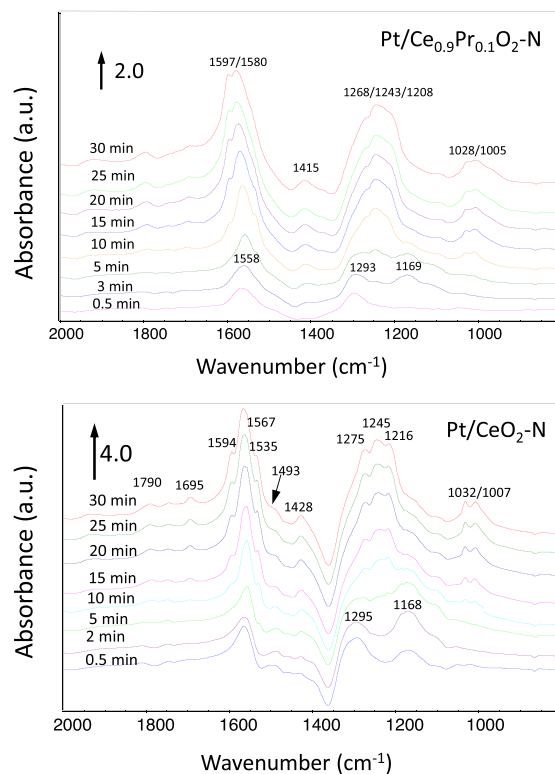 Pt/Ce0.9Pr0.1O2-N
2.0
1597/1580
1268/1243/1208
1415
1028/1005
30 min
25 min
20 min
15 min
10 min
5 min
3 min
0.5 min
1558
1293
1169
Absorbance (a.u.)
2000 1800 1600 1400 1200 1000
Wavenumber (cm-1)
Pt/CeO2-N
4.0
1567
1594
1535
1493
1245
1275
1216
1790
1695
1428
1032/1007
30 min
25 min
20 min
15 min
10 min
5 min
2 min
0.5 min
1295
1168
Absorbance (a.u.)
2000 1800 1600 1400 1200 1000
Wavenumber (cm-1)